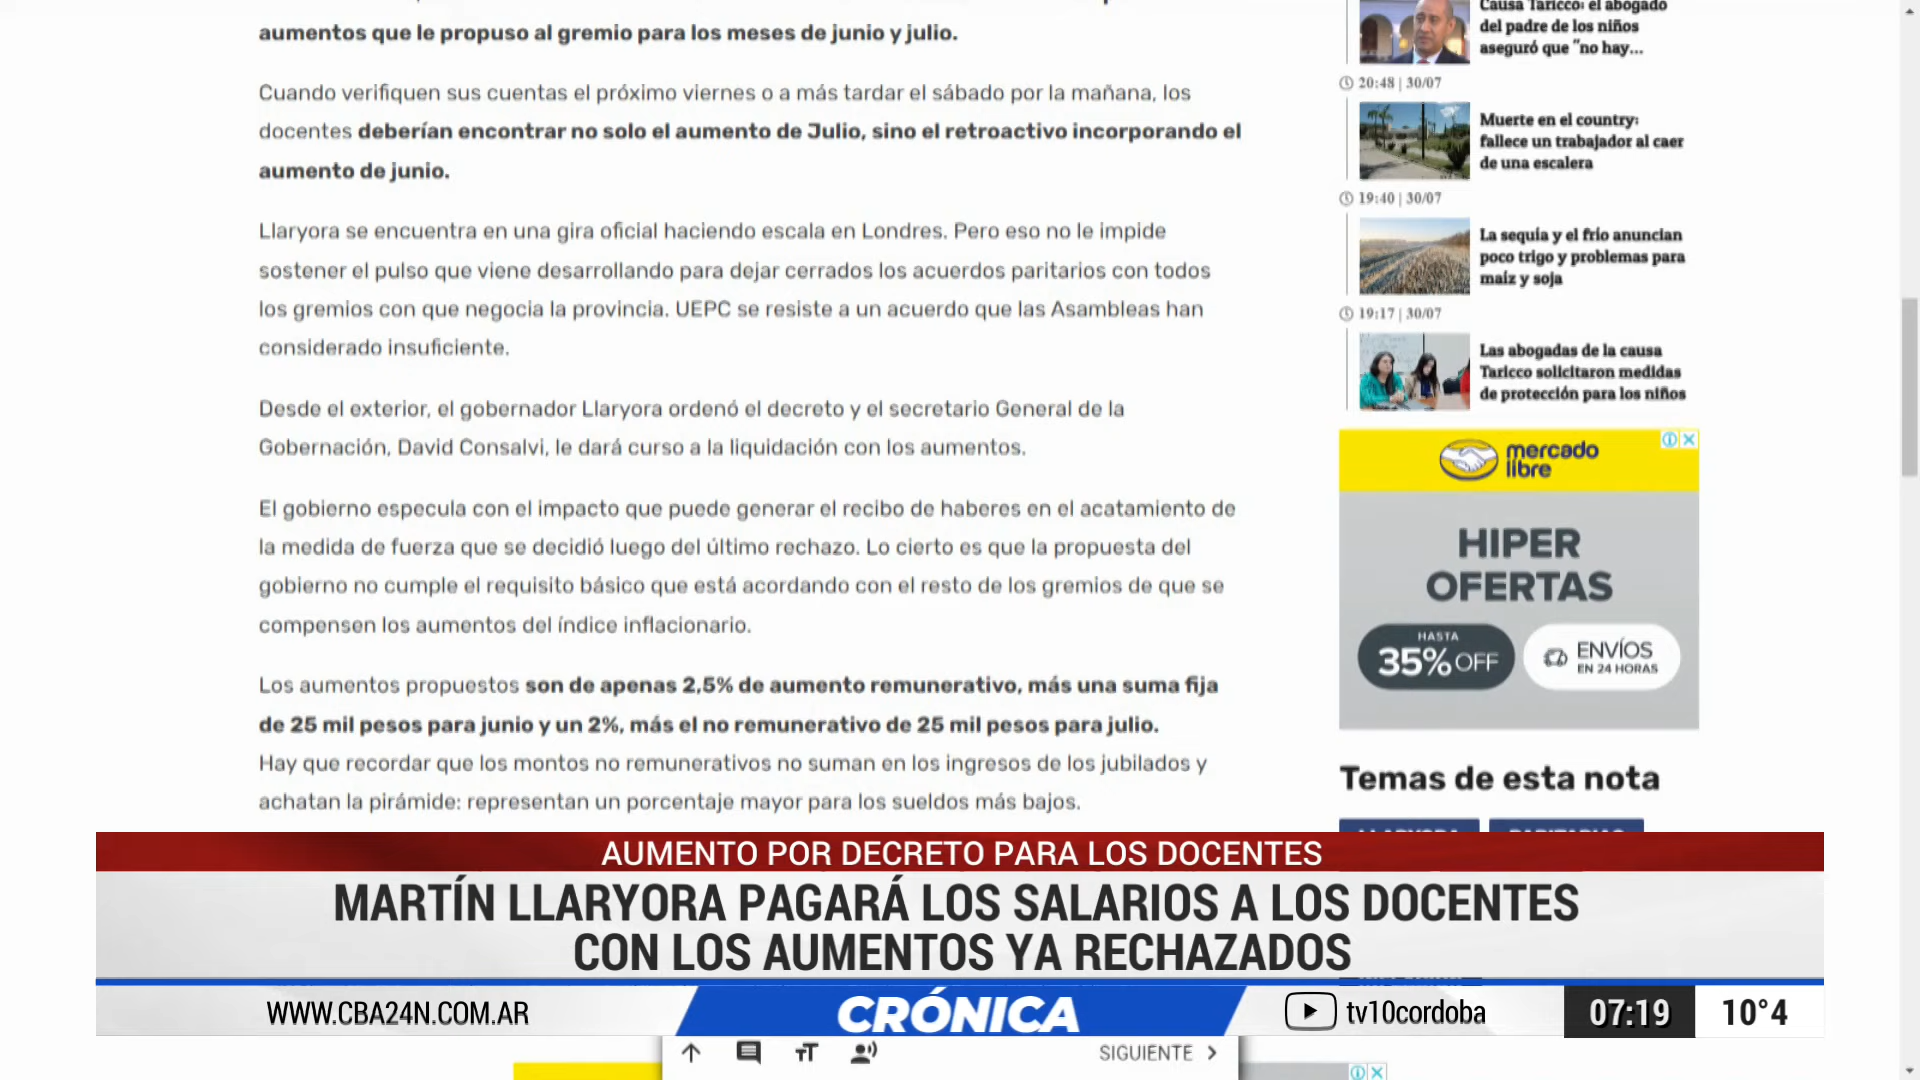 aumentos que le propuso al gremio para los meses de junio y julio.
Cuando verifiquen sus cuentas el próximo viernes o a más tardar el sábado por la mañana, los
docentes deberían encontrar no solo el aumento de Julio, sino el retroactivo incorporando el
aumento de junio.
Llaryora se encuentra en una gira oficial haciendo escala en Londres. Pero eso no le impide
sostener el pulso que viene desarrollando para dejar cerrados los acuerdos paritarios con todos
los gremios con que negocia la provincia. UEPC se resiste a un acuerdo que las Asambleas han
considerado insuficiente.
Desde el exterior, el gobernador Llaryora ordenó el decreto y el secretario General de la
Gobernación, David Consalvi, le dará curso a la liquidación con los aumentos.
El gobierno especula con el impacto que puede generar el recibo de haberes en el acatamiento de
la medida de fuerza que se decidió luego del último rechazo. Lo cierto es que la propuesta del
gobierno no cumple el requisito básico que está acordando con el resto de los gremios de que se
compensen los aumentos del índice inflacionario.
Los aumentos propuestos son de apenas 2,5% de aumento remunerativo, más una suma fija
de 25 mil pesos para junio y un 2%, más el no remunerativo de 25 mil pesos para julio.
Hay que recordar que los montos no remunerativos no suman en los ingresos de los jubilados y
achatan la pirámide: representan un porcentaje mayor para los sueldos más bajos.
Causa Taricco: el abogado
del padre de los niños
aseguró que "no hay...
20:48 | 30/07
Muerte en el country:
fallece un trabajador al caer
de una escalera
19:40 | 30/07
La sequia y el frío anuncian
poco trigo y problemas para
maíz y soja
19:17 | 30/07
Las abogadas de la causa
Taricco solicitaron medidas
de protección para los niños
mercado
libre
HIPER
OFERTAS
HASTA
35% OFF
ENVÍOS
EN 24 HORAS
Temas de esta nota
AUMENTO POR DECRETO PARA LOS DOCENTES
MARTÍN LLARYORA PAGARÁ LOS SALARIOS A LOS DOCENTES
CON LOS AUMENTOS YA RECHAZADOS
WWW.CBA24N.COM.AR
CRÓNICA
tv10cordoba
07:19
10°4
SIGUIENTE